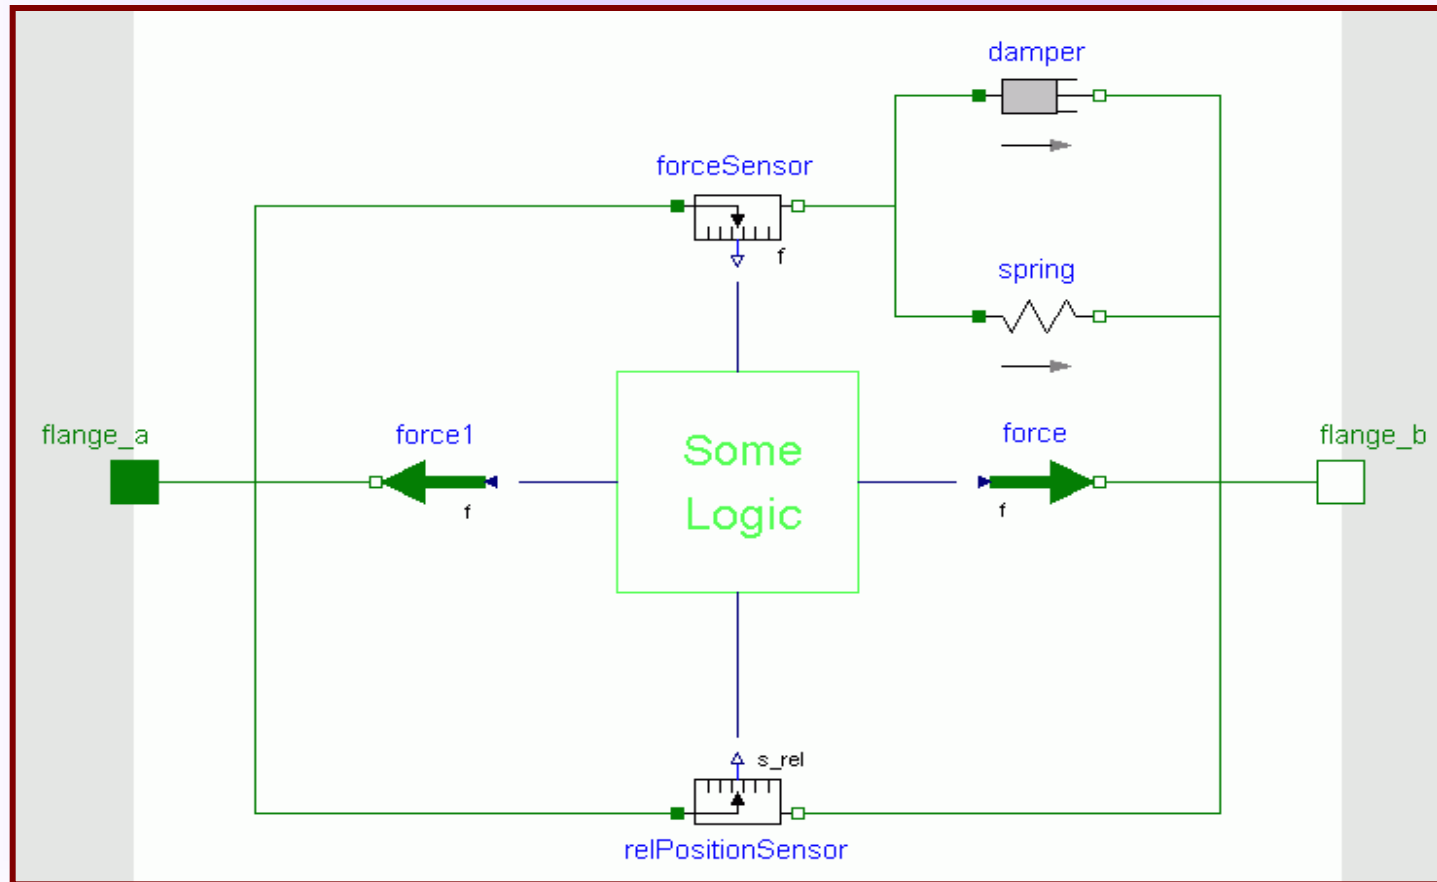 damper
forceSensor
f
spring
flange_a
force1
f
Some
Logic
force
f
flange_b
s_rel
relPositionSensor